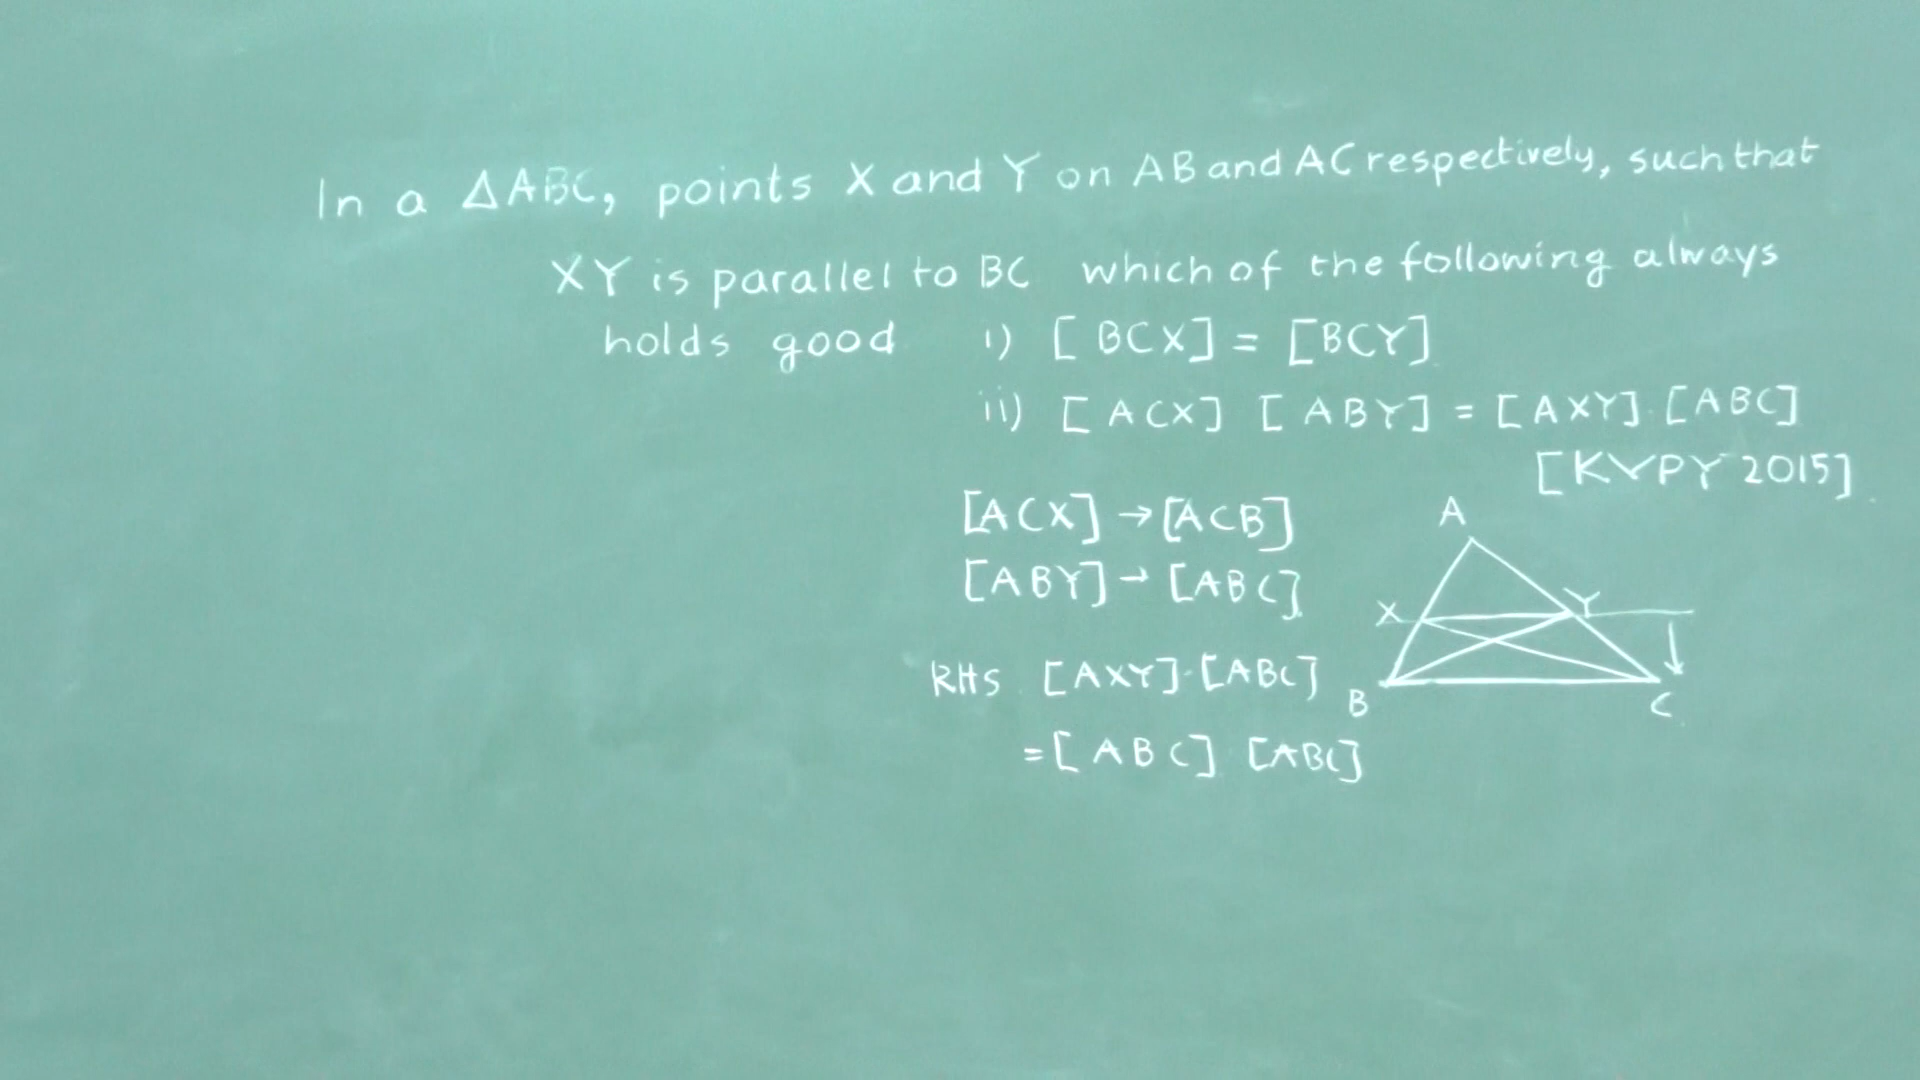 In a ΔABC, points X and Y on AB and AC respectively, such that
XY is parallel to BC which of the following always
holds good i) [BCX] = [BCY]
ii) [ACX] [ABY] = [AXY].[ABC]
[KVPY 2015]
[ACX] → [ACB]
[ABY] → [ABC]
RHS [AXY].[ABC]
= [ABC] [ABC]
A
X
Y
B
C